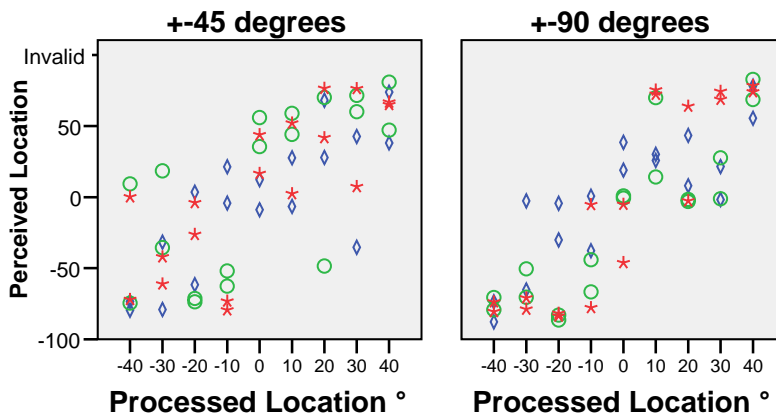 +-45 degrees
+-90 degrees
Perceived Location
Invalid
50
0
-50
-100
-40 -30 -20 -10 0 10 20 30 40
-40 -30 -20 -10 0 10 20 30 40
Processed Location °
Processed Location °